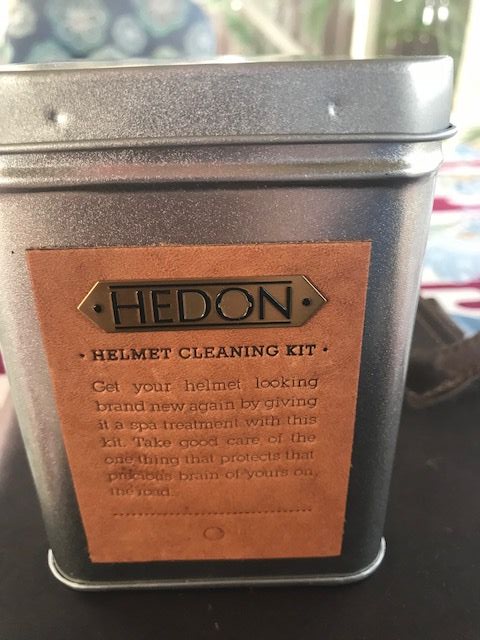 HEDON
· HELMET CLEANING KIT ·
Get your helmet looking
brand new again by giving
it a spa treatment with this
kit. Take good care of the
one thing that protects that
precious brain of yours on
the road.